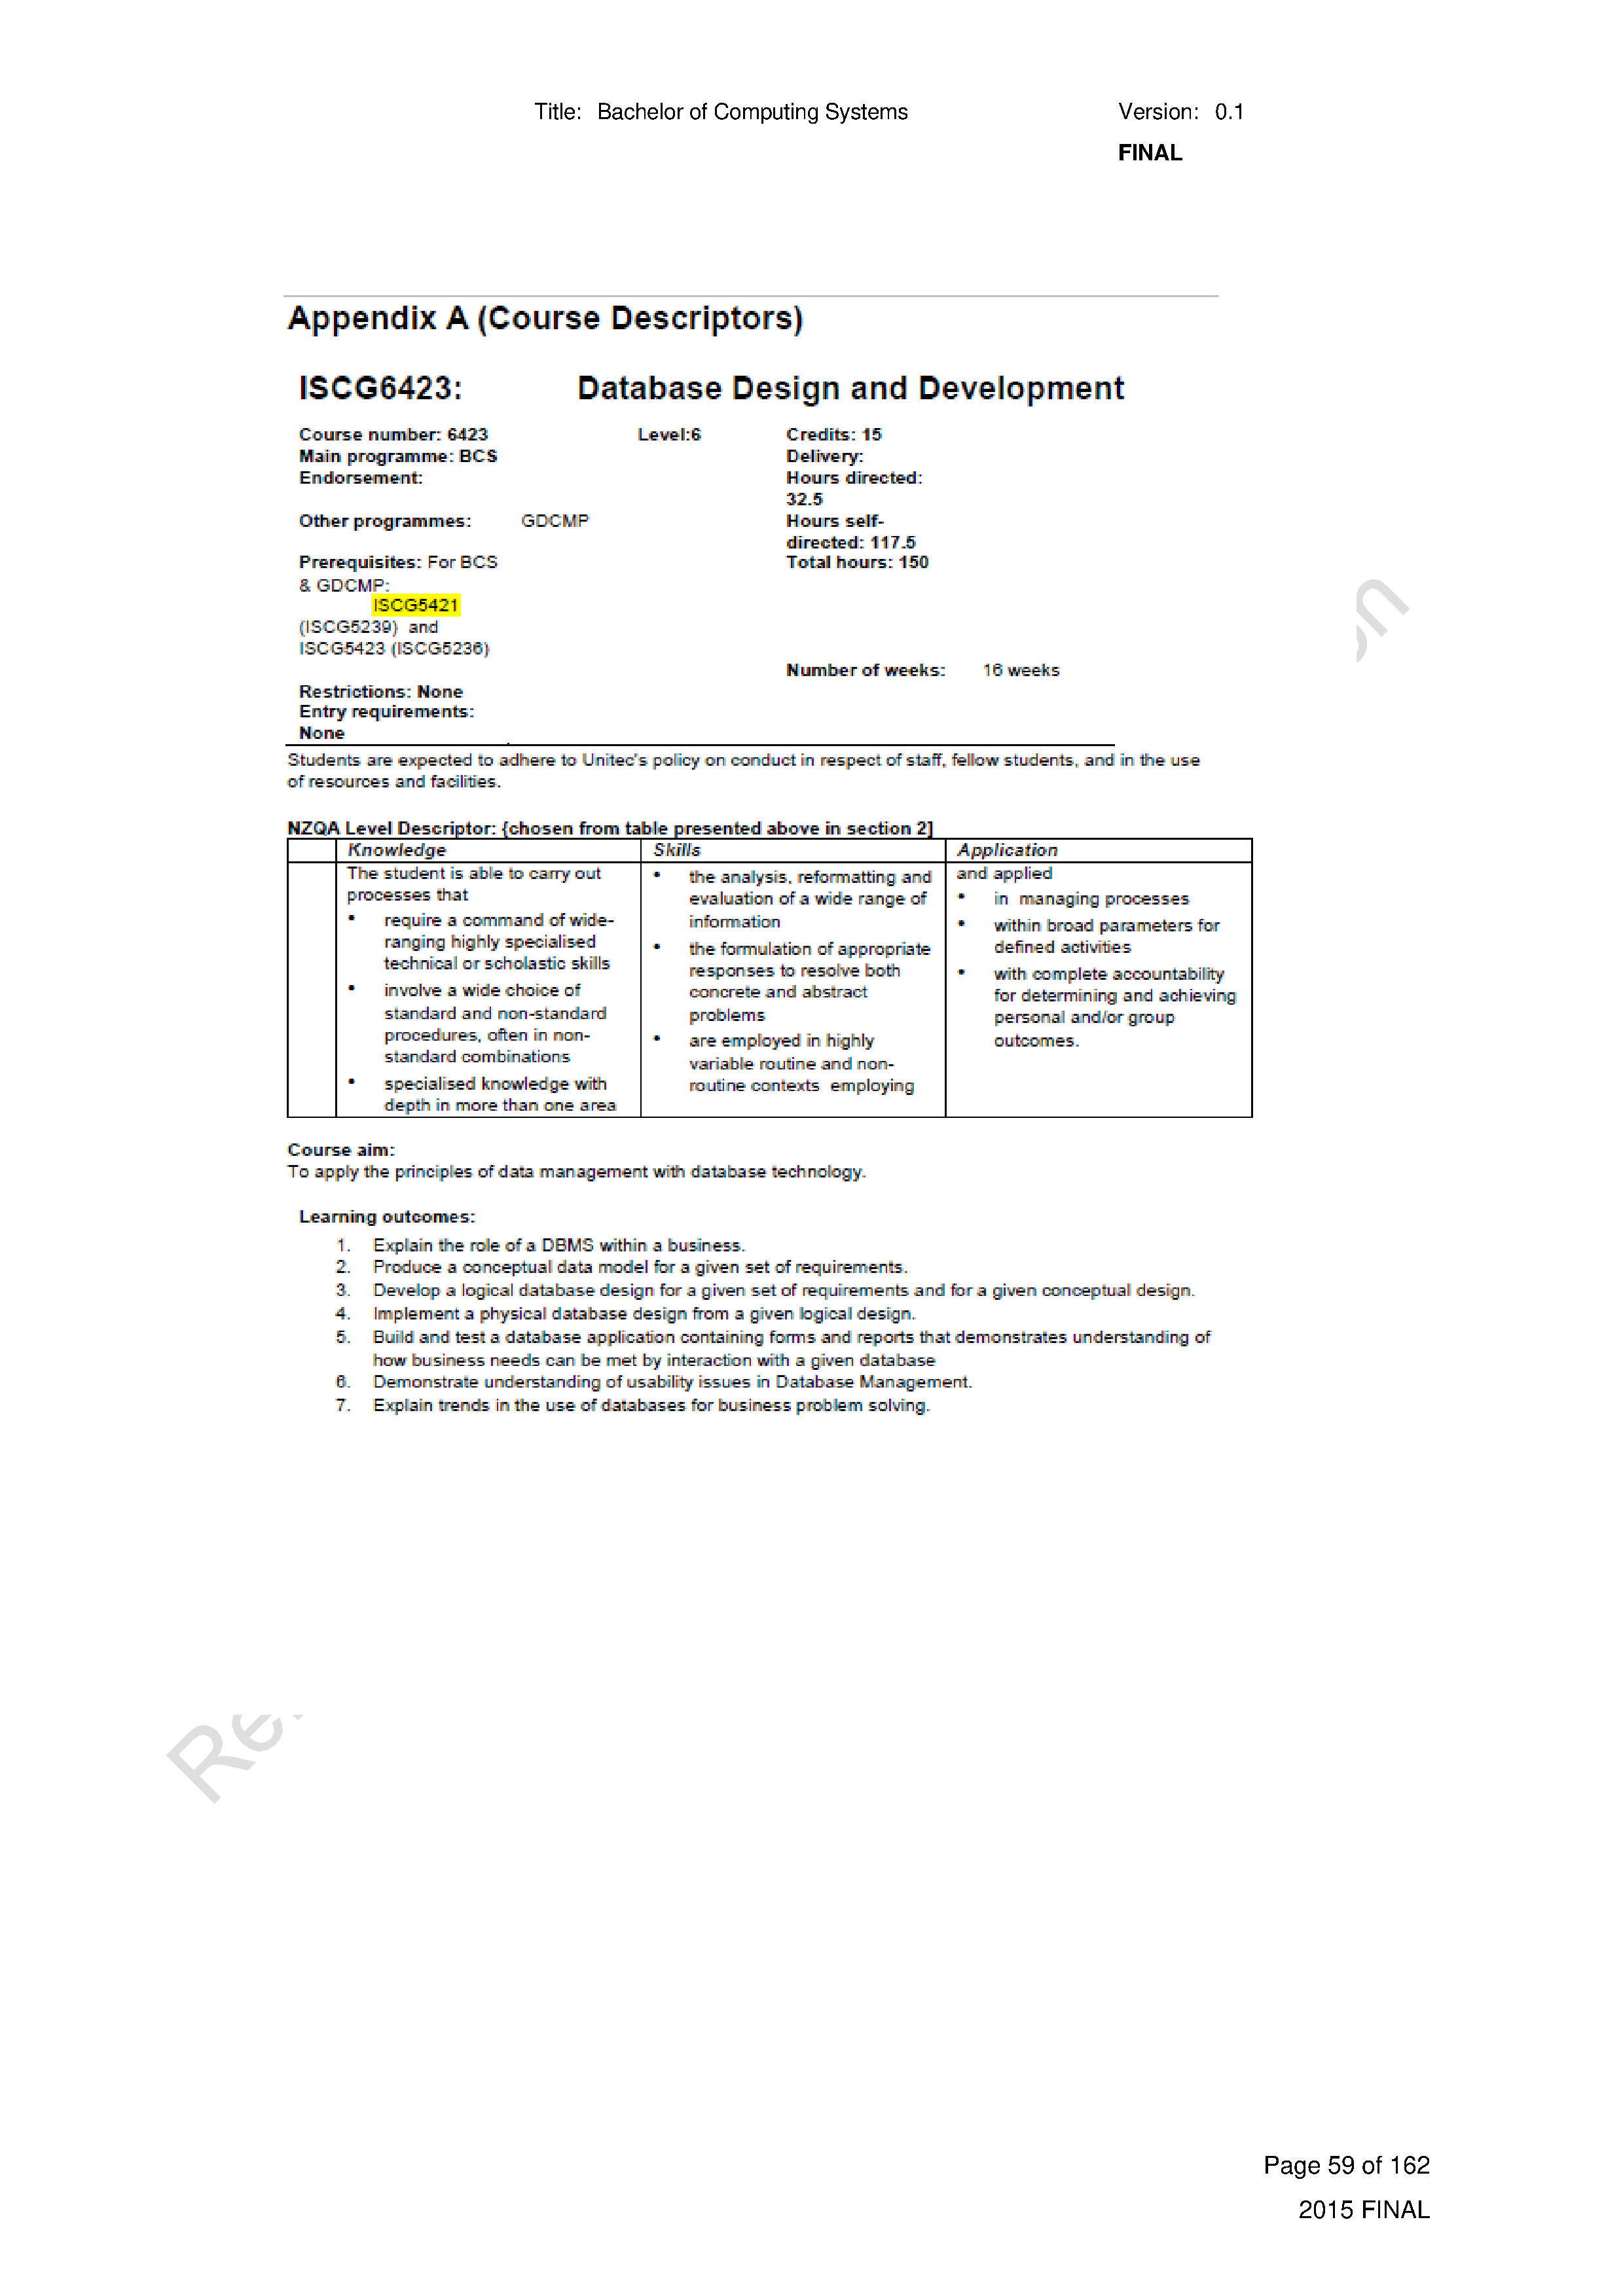 Title: Bachelor of Computing Systems Version: 0.1
FINAL
Appendix A (Course Descriptors)
ISCG6423: Database Design and Development
Course number: 6423 Level:6 Credits: 15
Main programme: BCS Delivery:
Endorsement: Hours directed:
32.5
Other programmes: GDCMP Hours self-
directed: 117.5
Prerequisites: For BCS Total hours: 150
& GDCMP:
ISCG5421
(ISCG5239) and
ISCG5423 (ISCG5236)
Number of weeks: 16 weeks
Restrictions: None
Entry requirements:
None
Students are expected to adhere to Unitec's policy on conduct in respect of staff, fellow students, and in the use
of resources and facilities.
NZQA Level Descriptor: {chosen from table presented above in section 2]
Knowledge Skills Application
The student is able to carry out
processes that
• require a command of wide-
ranging highly specialised
technical or scholastic skills
• involve a wide choice of
standard and non-standard
procedures, often in non-
standard combinations
• specialised knowledge with
depth in more than one area
• the analysis, reformatting and
evaluation of a wide range of
information
• the formulation of appropriate
responses to resolve both
concrete and abstract
problems
• are employed in highly
variable routine and non-
routine contexts employing
and applied
• in managing processes
• within broad parameters for
defined activities
• with complete accountability
for determining and achieving
personal and/or group
outcomes.
Course aim:
To apply the principles of data management with database technology.
Learning outcomes:
1. Explain the role of a DBMS within a business.
2. Produce a conceptual data model for a given set of requirements.
3. Develop a logical database design for a given set of requirements and for a given conceptual design.
4. Implement a physical database design from a given logical design.
5. Build and test a database application containing forms and reports that demonstrates understanding of
how business needs can be met by interaction with a given database
6. Demonstrate understanding of usability issues in Database Management.
7. Explain trends in the use of databases for business problem solving.
Page 59 of 162
2015 FINAL